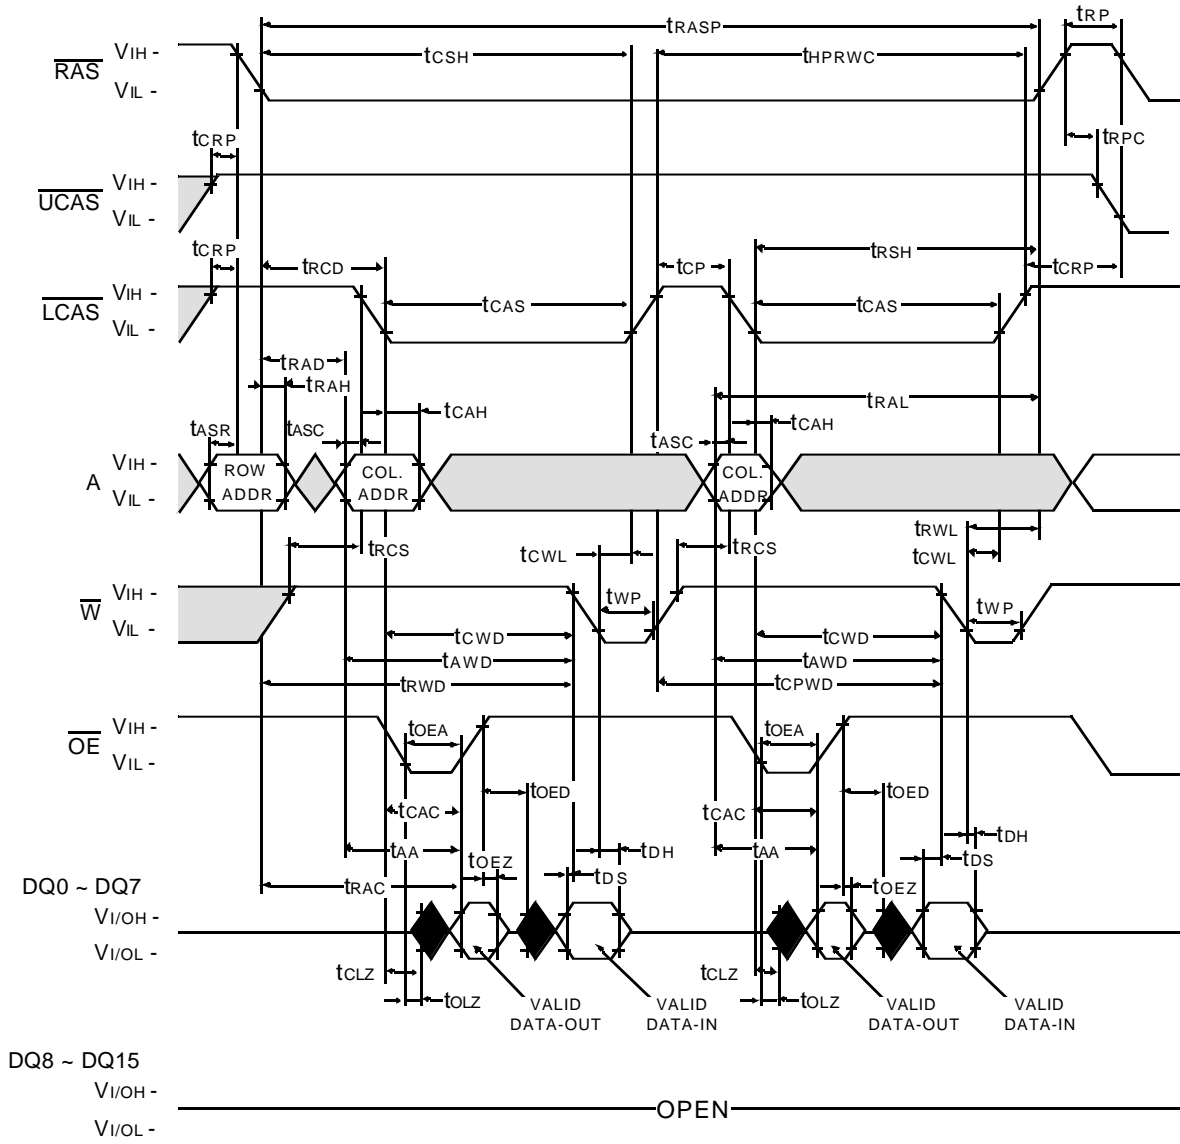 tRASP tRP
VIH - tCSH tHPRWC
RAS
VIL -
tCRP tRPC
VIH -
UCAS
VIL -
tCRP tRCD tCP tRSH tCRP
VIH -
LCAS tCAS tCAS
VIL -
tRAD
tRAH
tCAH tRAL
tASR tASC tASC tCAH
VIH - ROW COL. COL.
A
VIL - ADDR ADDR ADDR
tRWL
tRCS tCWL tRCS tCWL
VIH - tWP tWP
W
VIL - tCWD tCWD
tAWD tAWD
tRWD tCPWD
VIH - tOEA tOEA
OE
VIL -
tOED tOED
tCAC tCAC
tDH
tAA tDH tAA
tOEZ tDS
DQ0 ~ DQ7 tRAC tDS tOEZ
VI/OH -
VI/OL -
tCLZ tCLZ
tOLZ VALID VALID tOLZ VALID VALID
DATA-OUT DATA-IN DATA-OUT DATA-IN
DQ8 ~ DQ15
VI/OH -
OPEN
VI/OL -